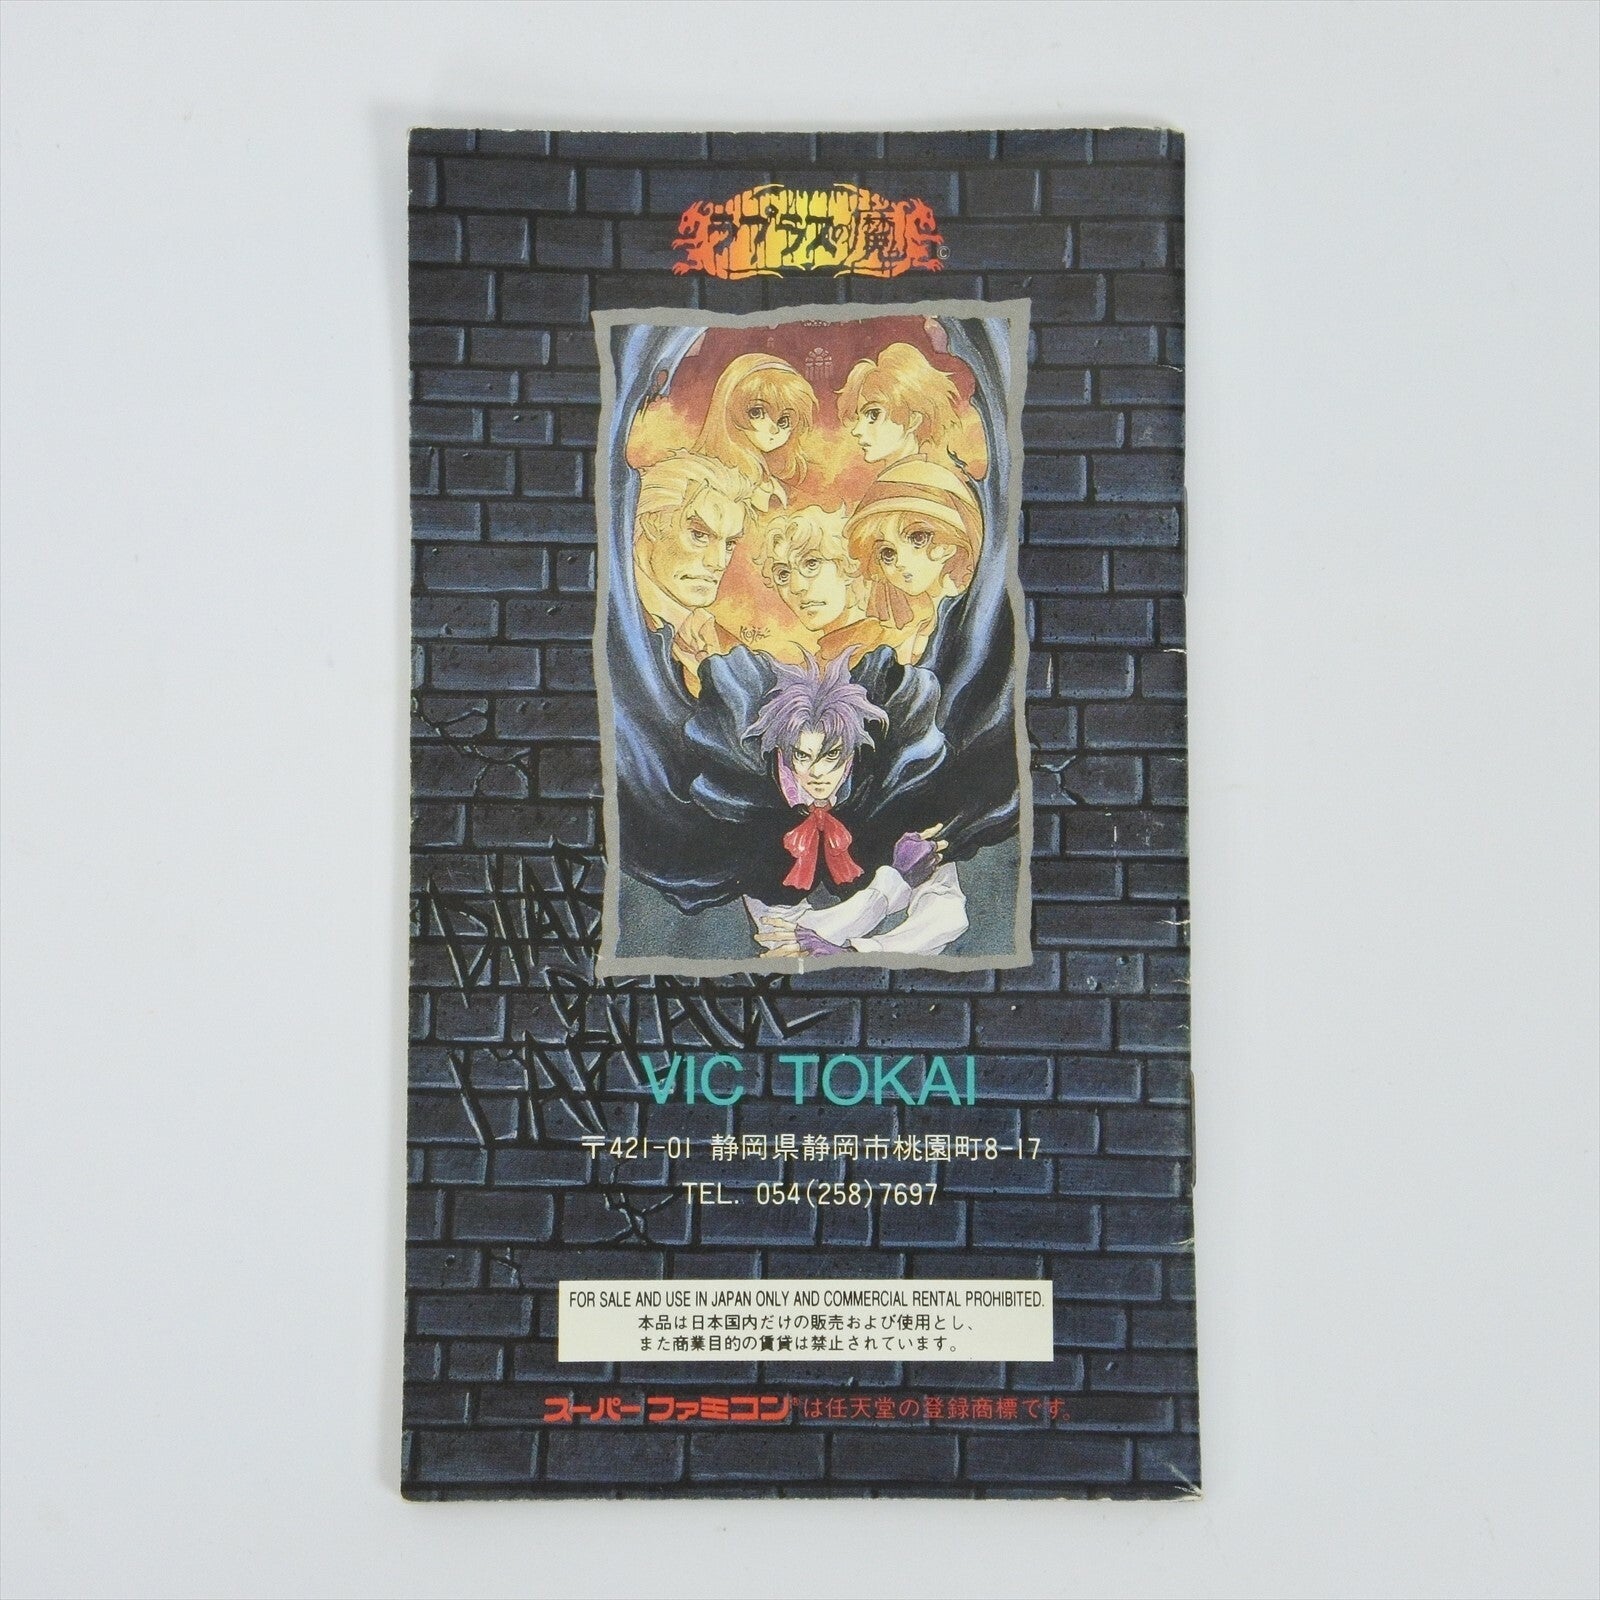 ラプラスの魔
©
Kojic
DIAB
PLACE
LAP
VIC TOKAI
〒421-01 静岡県静岡市桃園町8-17
TEL. 054(258)7697
FOR SALE AND USE IN JAPAN ONLY AND COMMERCIAL RENTAL PROHIBITED.
本品は日本国内だけの販売および使用とし、
また商業目的の賃貸は禁止されています。
スーパーファミコン®は任天堂の登録商標です。